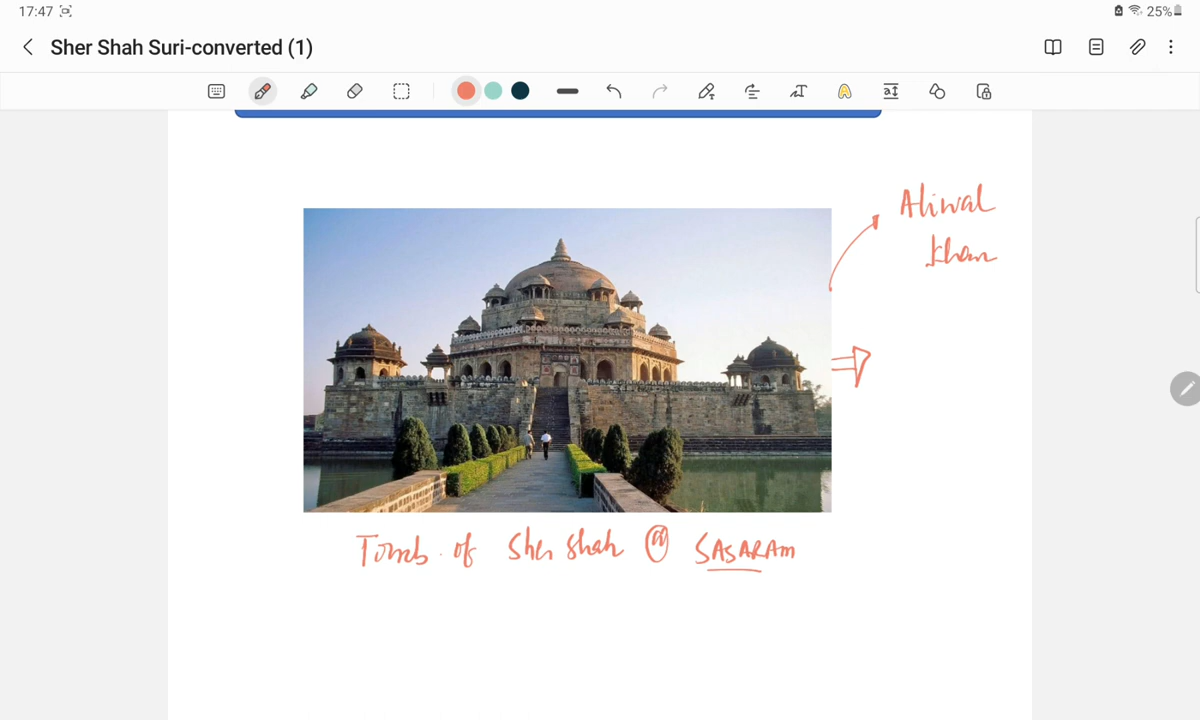 17:47 25%
Sher Shah Suri-converted (1)
Aliwal
khan
Tomb of Sher Shah @ SASARAM